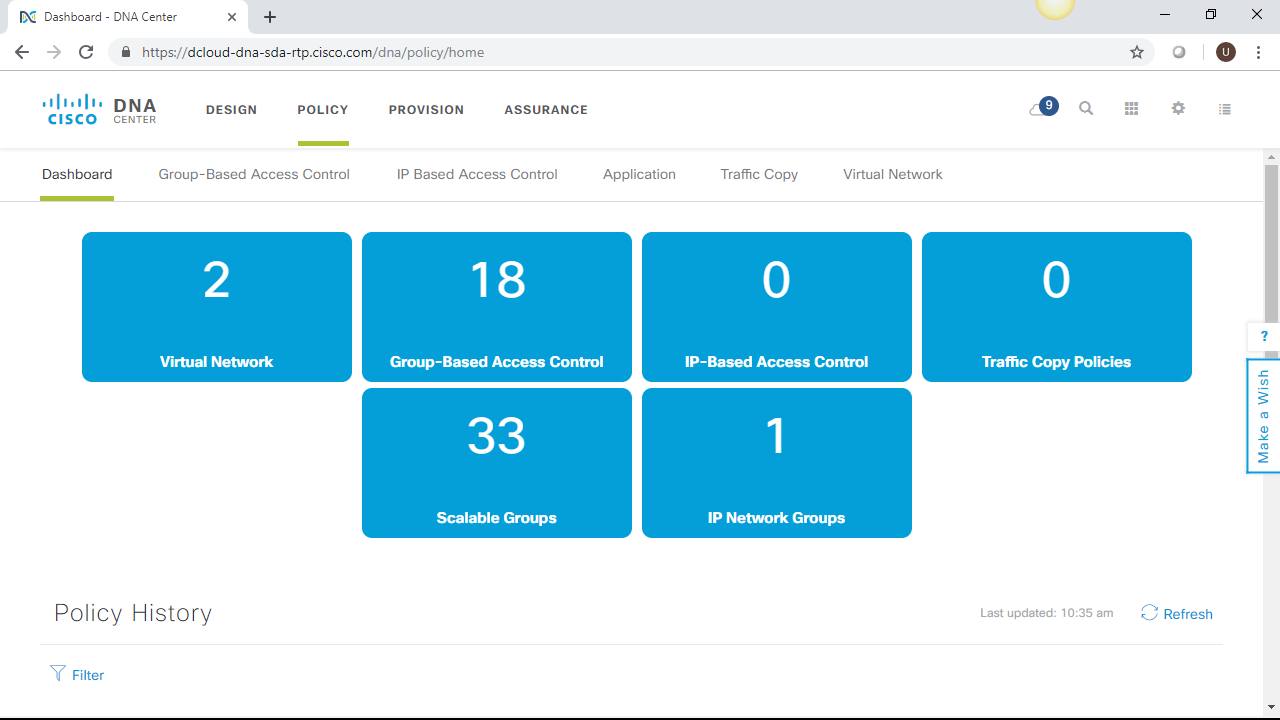 Dashboard - DNA Center
https://dcloud-dna-sda-rtp.cisco.com/dna/policy/home
U
CISCO
DNA
CENTER
DESIGN
POLICY
PROVISION
ASSURANCE
9
Dashboard
Group-Based Access Control
IP Based Access Control
Application
Traffic Copy
Virtual Network
2
Virtual Network
18
Group-Based Access Control
0
IP-Based Access Control
0
Traffic Copy Policies
?
Make a Wish
33
Scalable Groups
1
IP Network Groups
Policy History
Last updated: 10:35 am
Refresh
Filter